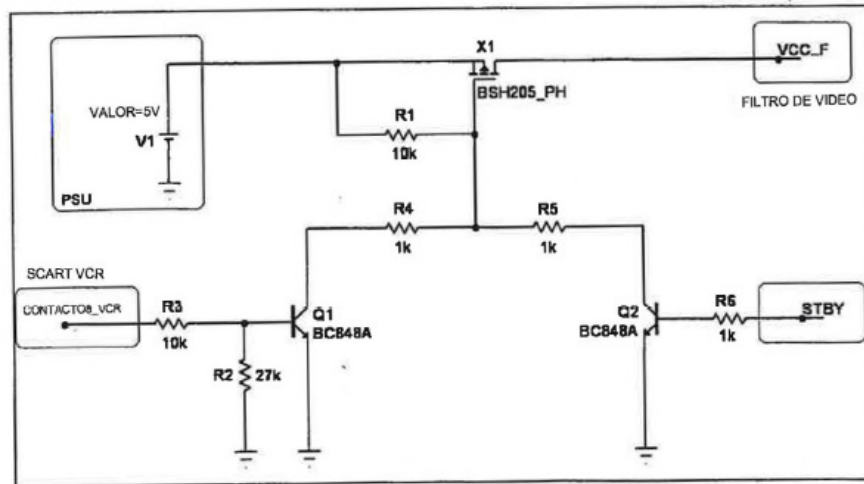 X1
VCC_F
BSH205_PH
FILTRO DE VIDEO
VALOR=5V
V1
R1
10k
PSU
R4
1k
R5
1k
SCART VCR
CONTACTO8_VCR
R3
10k
Q1
BC848A
R2 27k
Q2
BC848A
R6
1k
STBY